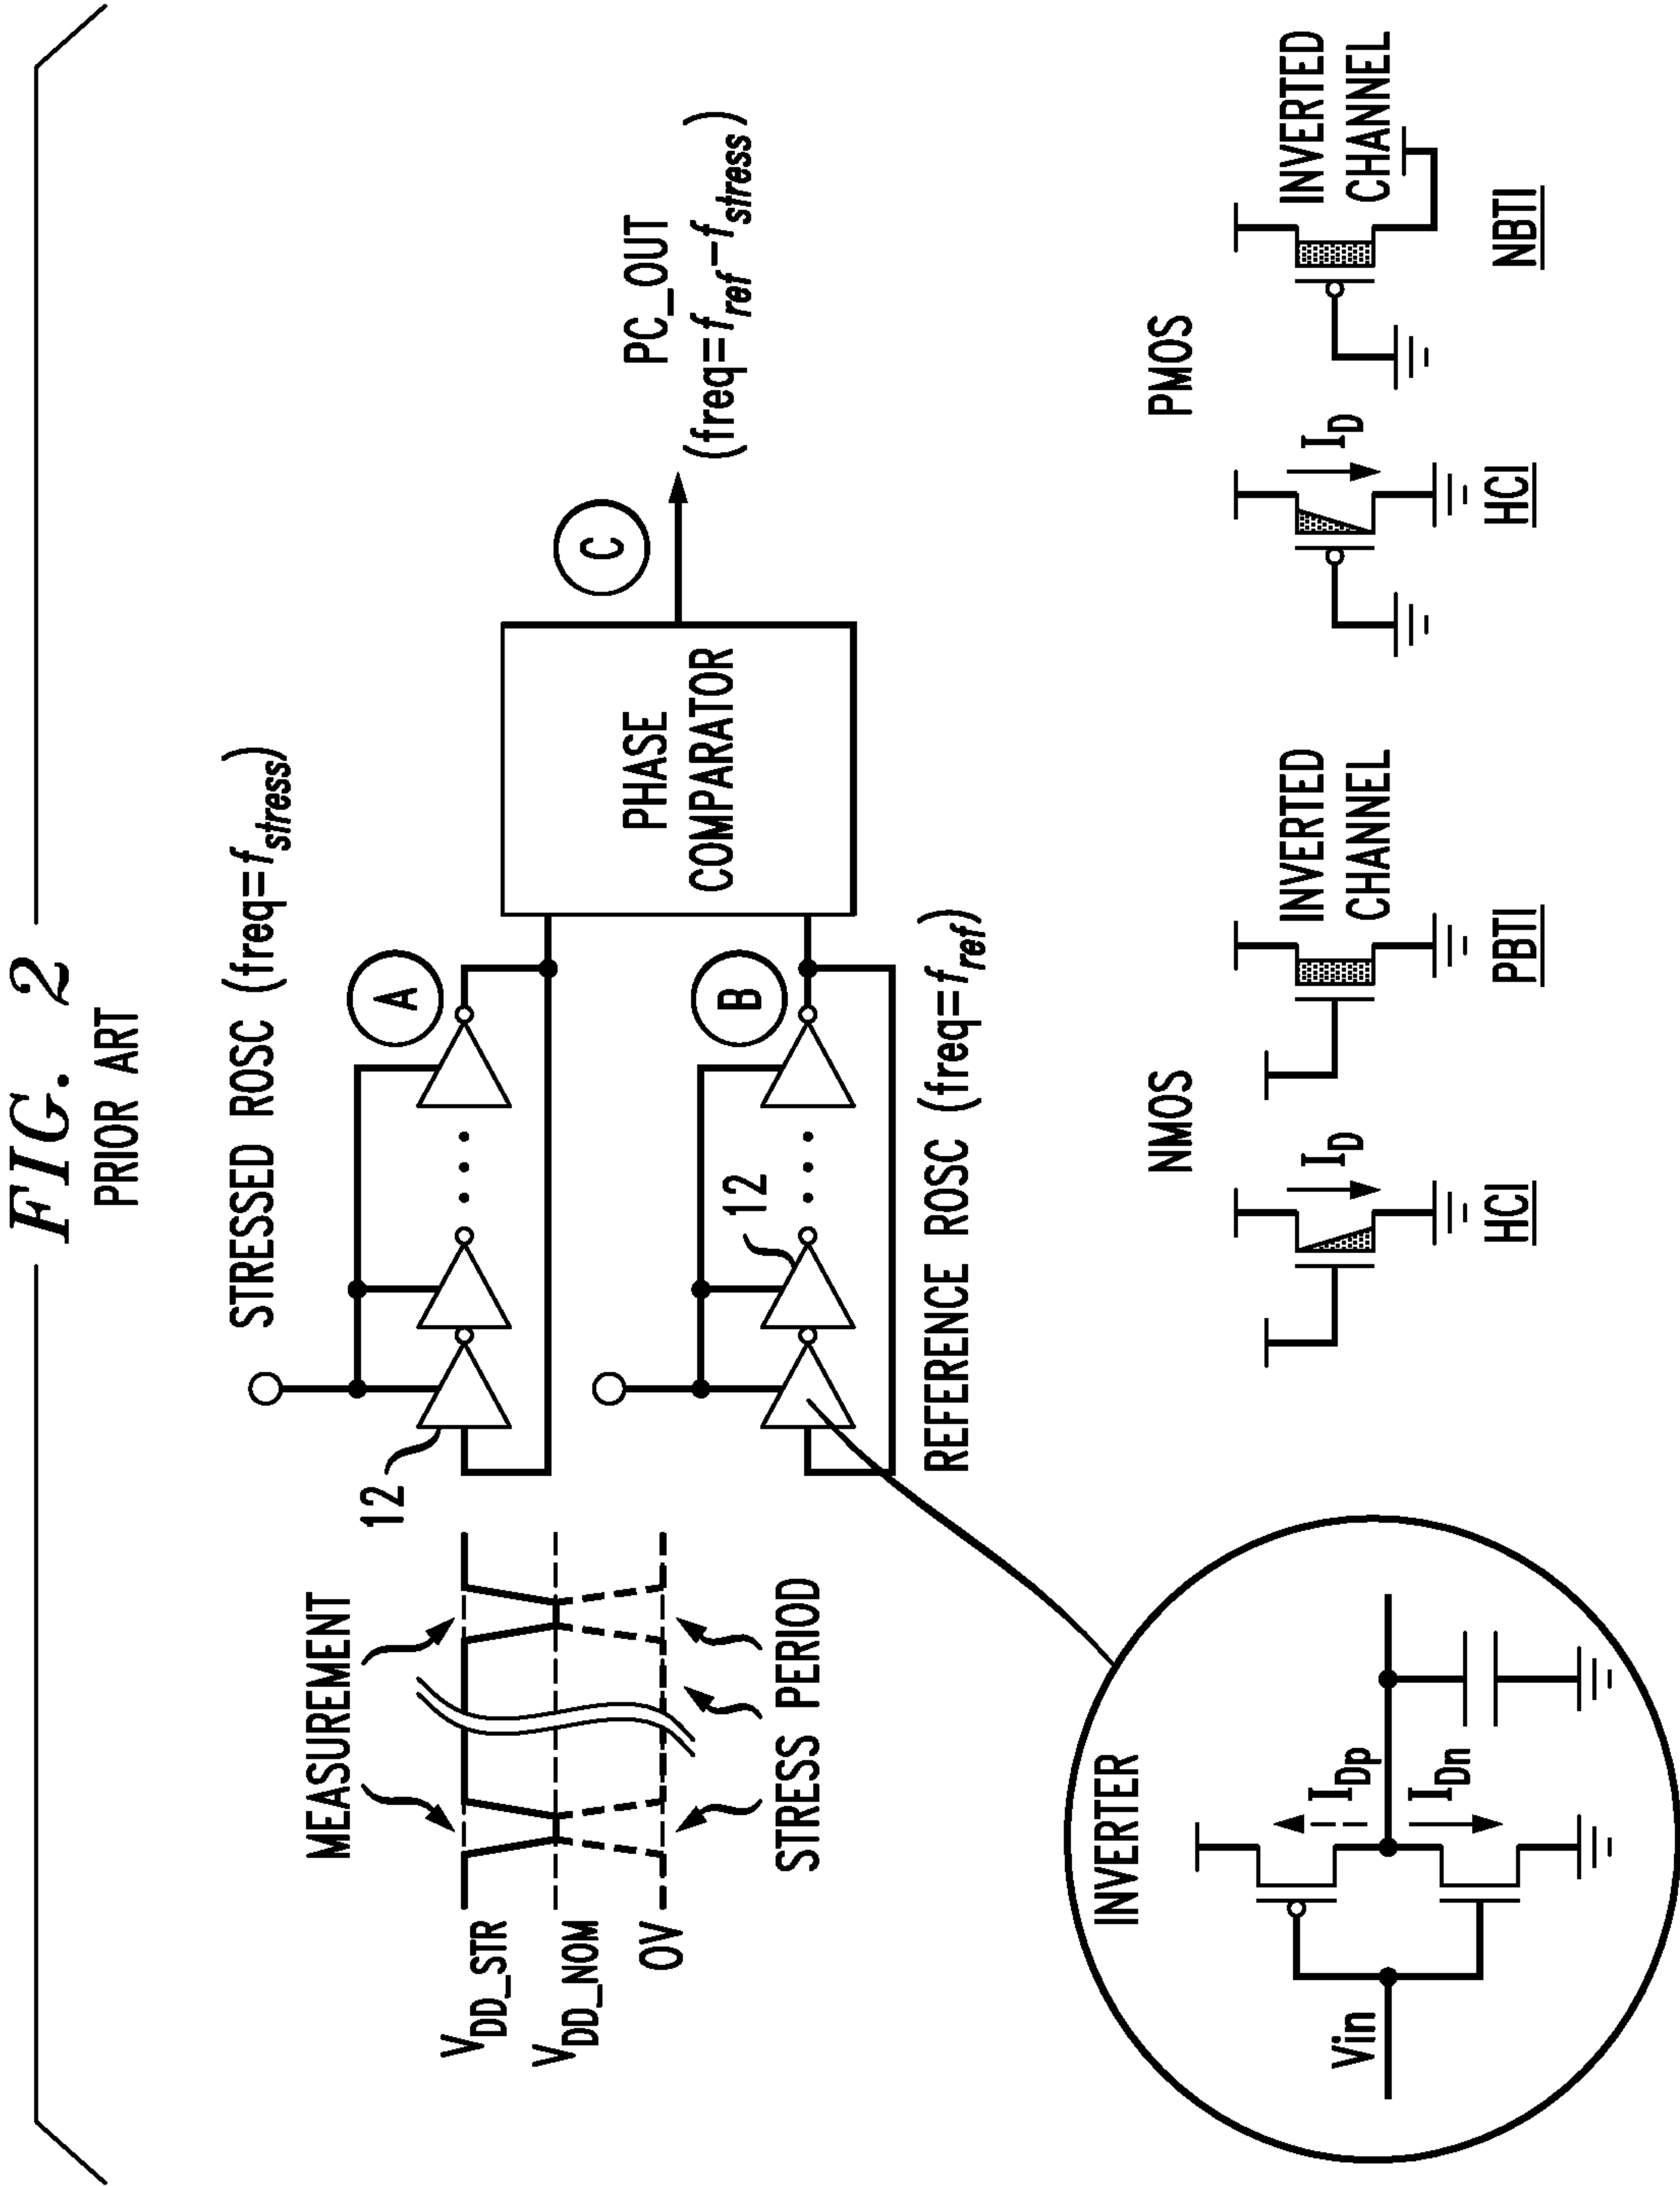 FIG. 2
PRIOR ART
STRESSED ROSC (freq=fstress)
MEASUREMENT
12
A
VDD_STR
VDD_NOM
0V
STRESS PERIOD
PHASE
COMPARATOR
C
PC_OUT
(freq=fref-fstress)
B
12
REFERENCE ROSC (freq=fref)
INVERTER
Vin
IDp
IDn
NMOS
ID
HCI
INVERTED
CHANNEL
PBTI
PMOS
ID
HCI
INVERTED
CHANNEL
NBTI